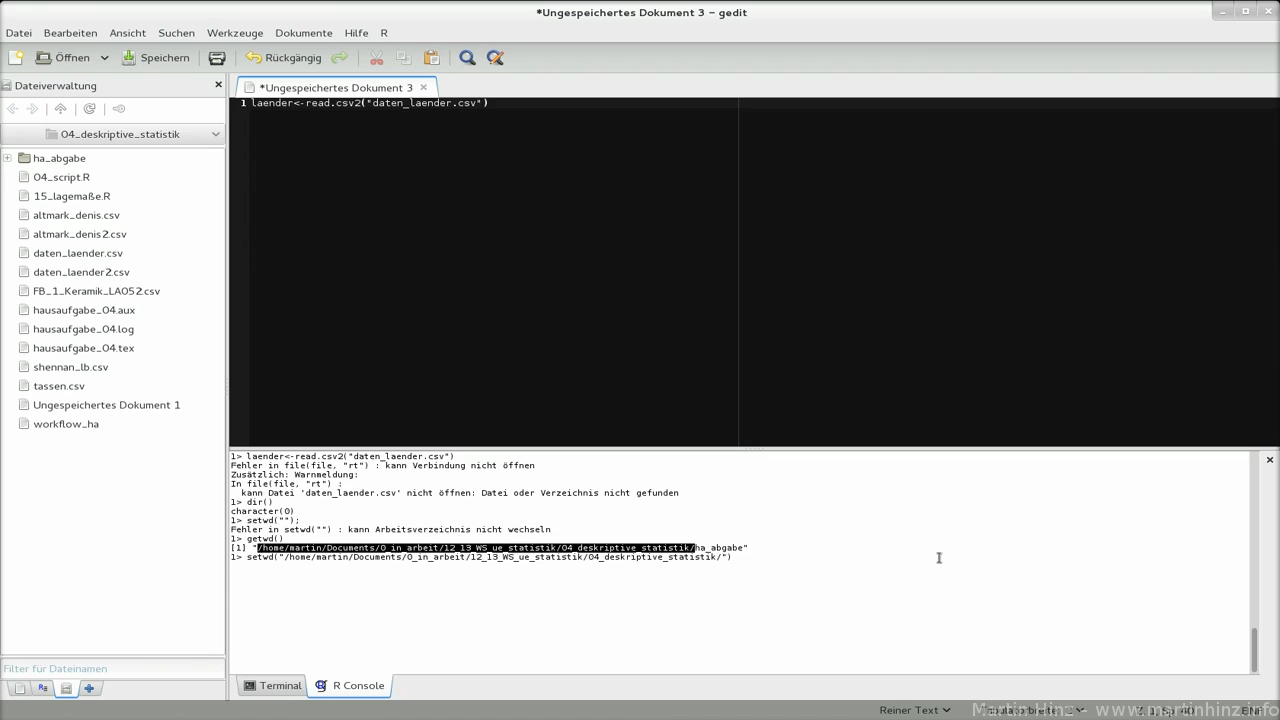 *Ungespeichertes Dokument 3 – gedit
Datei Bearbeiten Ansicht Suchen Werkzeuge Dokumente Hilfe R
Öffnen Speichern Rückgängig
Dateiverwaltung
*Ungespeichertes Dokument 3
1 laender<-read.csv2("daten_laender.csv")
04_deskriptive_statistik
ha_abgabe
04_script.R
15_lagemaße.R
altmark_denis.csv
altmark_denis2.csv
daten_laender.csv
daten_laender2.csv
FB_1_Keramik_LA052.csv
hausaufgabe_04.aux
hausaufgabe_04.log
hausaufgabe_04.tex
shennan_lb.csv
tassen.csv
Ungespeichertes Dokument 1
workflow_ha
1> laender<-read.csv2("daten_laender.csv")
Fehler in file(file, "rt") : kann Verbindung nicht öffnen
Zusätzlich: Warnmeldung:
In file(file, "rt") :
kann Datei 'daten_laender.csv' nicht öffnen: Datei oder Verzeichnis nicht gefunden
1> dir()
character(0)
1> setwd("");
Fehler in setwd("") : kann Arbeitsverzeichnis nicht wechseln
1> getwd()
[1] "/home/martin/Documents/0_in_arbeit/12_13_WS_ue_statistik/04_deskriptive_statistik/ha_abgabe"
1> setwd("/home/martin/Documents/0_in_arbeit/12_13_WS_ue_statistik/04_deskriptive_statistik/")
Filter für Dateinamen
Terminal R Console
Reiner Text
Martin Hinz - www.martinhinz.info